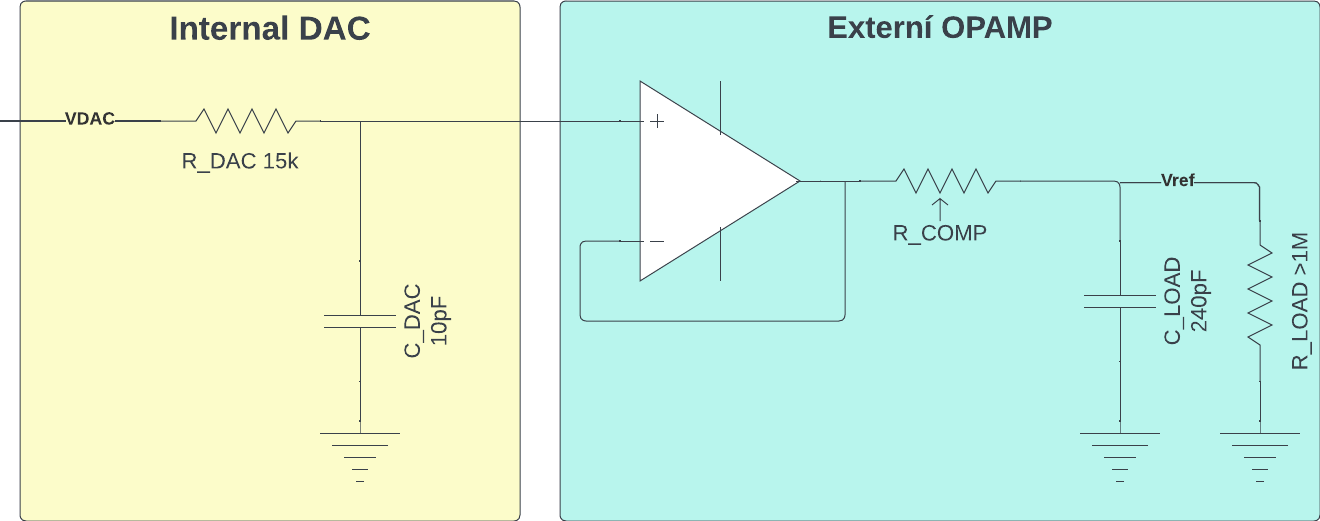 Internal DAC
Externí OPAMP
VDAC
R_DAC 15k
C_DAC
10pF
+
−
R_COMP
Vref
C_LOAD
240pF
R_LOAD >1M